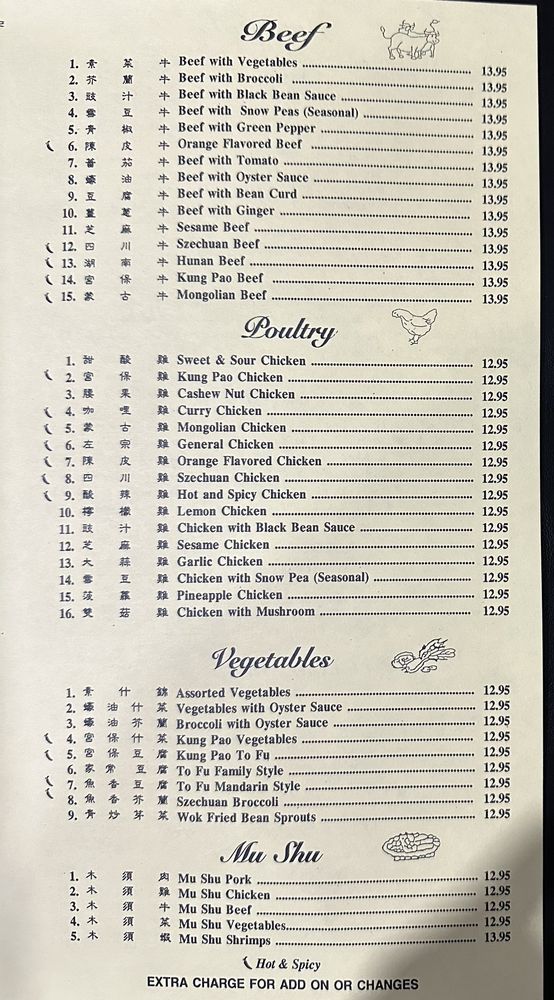 Beef
1. 素菜牛 Beef with Vegetables 13.95
2. 芥蘭牛 Beef with Broccoli 13.95
3. 豉汁牛 Beef with Black Bean Sauce 13.95
4. 雪豆牛 Beef with Snow Peas (Seasonal) 13.95
5. 青椒牛 Beef with Green Pepper 13.95
6. 陳皮牛 Orange Flavored Beef 13.95
7. 蕃茄牛 Beef with Tomato 13.95
8. 蠔油牛 Beef with Oyster Sauce 13.95
9. 豆腐牛 Beef with Bean Curd 13.95
10. 薑蔥牛 Beef with Ginger 13.95
11. 芝麻牛 Sesame Beef 13.95
12. 四川牛 Szechuan Beef 13.95
13. 湖南牛 Hunan Beef 13.95
14. 宮保牛 Kung Pao Beef 13.95
15. 蒙古牛 Mongolian Beef 13.95
Poultry
1. 甜酸雞 Sweet & Sour Chicken 12.95
2. 宮保雞 Kung Pao Chicken 12.95
3. 腰果雞 Cashew Nut Chicken 12.95
4. 咖哩雞 Curry Chicken 12.95
5. 蒙古雞 Mongolian Chicken 12.95
6. 左宗雞 General Chicken 12.95
7. 陳皮雞 Orange Flavored Chicken 12.95
8. 四川雞 Szechuan Chicken 12.95
9. 酸辣雞 Hot and Spicy Chicken 12.95
10. 檸檬雞 Lemon Chicken 12.95
11. 豉汁雞 Chicken with Black Bean Sauce 12.95
12. 芝麻雞 Sesame Chicken 12.95
13. 大蒜雞 Garlic Chicken 12.95
14. 雪豆雞 Chicken with Snow Pea (Seasonal) 12.95
15. 菠蘿雞 Pineapple Chicken 12.95
16. 雙菇雞 Chicken with Mushroom 12.95
Vegetables
1. 素什錦 Assorted Vegetables 12.95
2. 蠔油什菜 Vegetables with Oyster Sauce 12.95
3. 蠔油芥蘭 Broccoli with Oyster Sauce 12.95
4. 宮保什菜 Kung Pao Vegetables 12.95
5. 宮保豆腐 Kung Pao To Fu 12.95
6. 家常豆腐 To Fu Family Style 12.95
7. 魚香豆腐 To Fu Mandarin Style 12.95
8. 魚香芥蘭 Szechuan Broccoli 12.95
9. 青炒芽菜 Wok Fried Bean Sprouts 12.95
Mu Shu
1. 木須肉 Mu Shu Pork 12.95
2. 木須雞 Mu Shu Chicken 12.95
3. 木須牛 Mu Shu Beef 12.95
4. 木須菜 Mu Shu Vegetables 12.95
5. 木須蝦 Mu Shu Shrimps 13.95
Hot & Spicy
EXTRA CHARGE FOR ADD ON OR CHANGES